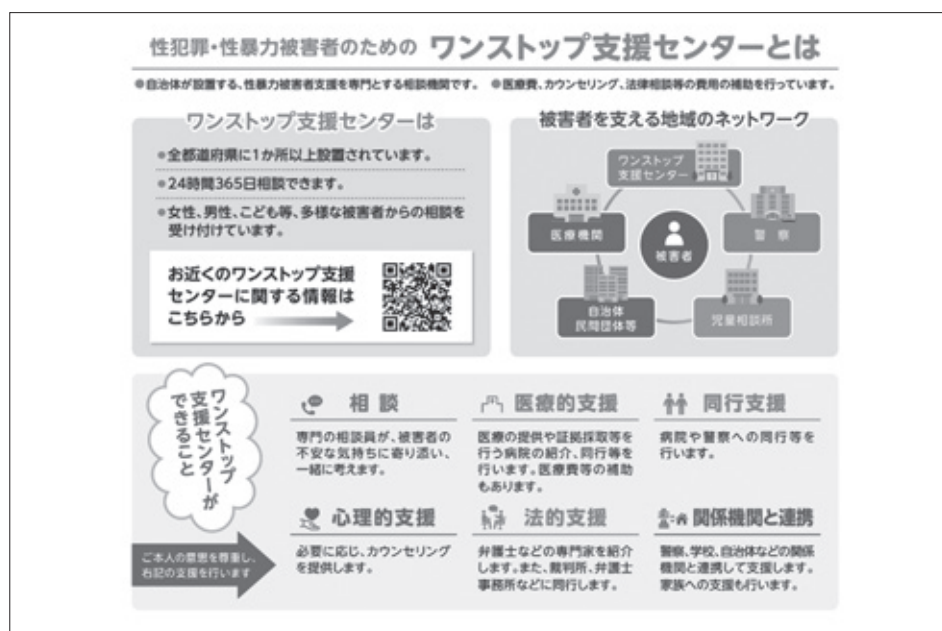 性犯罪・性暴力被害者のための ワンストップ支援センターとは
●自治体が設置する、性暴力被害者支援を専門とする相談機関です。 ●医療費、カウンセリング、法律相談等の費用の補助を行っています。
ワンストップ支援センターは
●全都道府県に1か所以上設置されています。
●24時間365日相談できます。
●女性、男性、こども等、多様な被害者からの相談を
受け付けています。
お近くのワンストップ支援
センターに関する情報は
こちらから
被害者を支える地域のネットワーク
ワンストップ
支援センター
医療機関
警察
被害者
自治体
民間団体等
児童相談所
ワンストップ
支援センターが
できること
ご本人の意思を尊重し、
右記の支援を行います
相談
専門の相談員が、被害者の
不安な気持ちに寄り添い、
一緒に考えます。
医療的支援
医療の提供や証拠採取等を
行う病院の紹介、同行等を
行います。医療費等の補助
もあります。
同行支援
病院や警察への同行等を
行います。
心理的支援
必要に応じ、カウンセリング
を提供します。
法的支援
弁護士などの専門家を紹介
します。また、裁判所、弁護士
事務所などに同行します。
関係機関と連携
警察、学校、自治体などの関係
機関と連携して支援します。
家族への支援も行います。